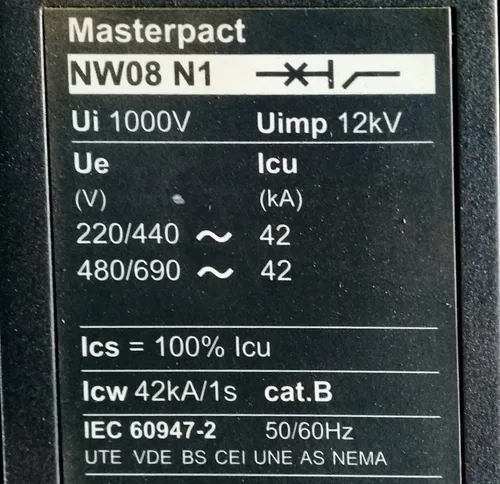 Masterpact
NW08 N1
Ui 1000V Uimp 12kV
Ue Icu
(V) (kA)
220/440 ~ 42
480/690 ~ 42
Ics = 100% Icu
Icw 42kA/1s cat.B
IEC 60947-2 50/60Hz
UTE VDE BS CEI UNE AS NEMA